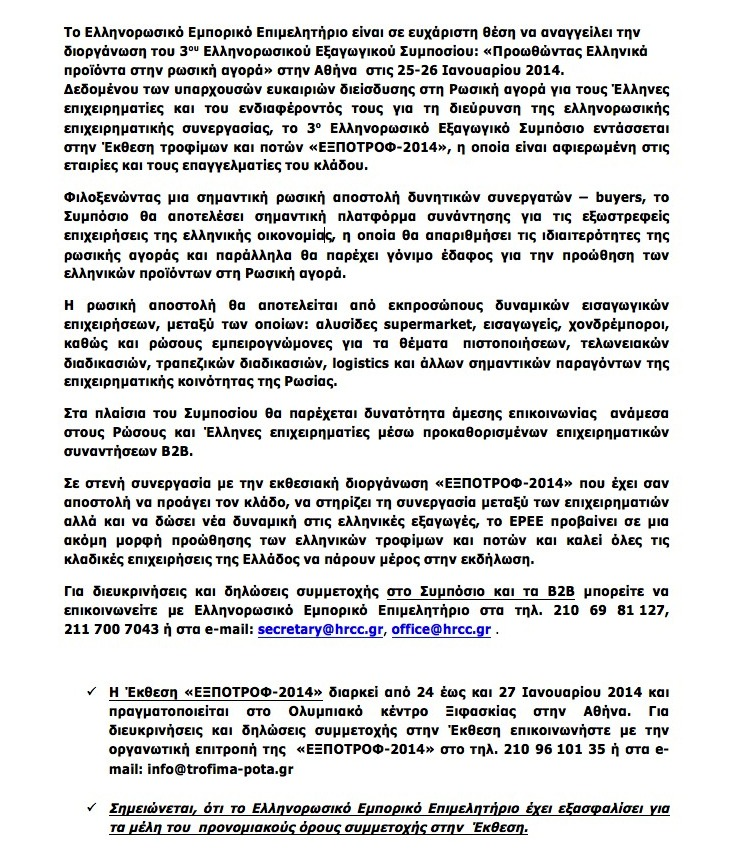 Το Ελληνορωσικό Εμπορικό Επιμελητήριο είναι σε ευχάριστη θέση να αναγγείλει την
διοργάνωση του 3ου Ελληνορωσικού Εξαγωγικού Συμποσίου: «Προωθώντας Ελληνικά
προϊόντα στην ρωσική αγορά» στην Αθήνα στις 25-26 Ιανουαρίου 2014.
Δεδομένου των υπαρχουσών ευκαιριών διείσδυσης στη Ρωσική αγορά για τους Έλληνες
επιχειρηματίες και του ενδιαφέροντός τους για τη διεύρυνση της ελληνορωσικής
επιχειρηματικής συνεργασίας, το 3ο Ελληνορωσικό Εξαγωγικό Συμπόσιο εντάσσεται
στην Έκθεση τροφίμων και ποτών «ΕΞΠΟΤΡΟΦ-2014», η οποία είναι αφιερωμένη στις
εταιρίες και τους επαγγελματίες του κλάδου.
Φιλοξενώντας μια σημαντική ρωσική αποστολή δυνητικών συνεργατών – buyers, το
Συμπόσιο θα αποτελέσει σημαντική πλατφόρμα συνάντησης για τις εξωστρεφείς
επιχειρήσεις της ελληνικής οικονομίας, η οποία θα απαριθμήσει τις ιδιαιτερότητες της
ρωσικής αγοράς και παράλληλα θα παρέχει γόνιμο έδαφος για την προώθηση των
ελληνικών προϊόντων στη Ρωσική αγορά.
Η ρωσική αποστολή θα αποτελείται από εκπροσώπους δυναμικών εισαγωγικών
επιχειρήσεων, μεταξύ των οποίων: αλυσίδες supermarket, εισαγωγείς, χονδρέμποροι,
καθώς και ρώσους εμπειρογνώμονες για τα θέματα πιστοποιήσεων, τελωνειακών
διαδικασιών, τραπεζικών διαδικασιών, logistics και άλλων σημαντικών παραγόντων της
επιχειρηματικής κοινότητας της Ρωσίας.
Στα πλαίσια του Συμποσίου θα παρέχεται δυνατότητα άμεσης επικοινωνίας ανάμεσα
στους Ρώσους και Έλληνες επιχειρηματίες μέσω προκαθορισμένων επιχειρηματικών
συναντήσεων Β2Β.
Σε στενή συνεργασία με την εκθεσιακή διοργάνωση «ΕΞΠΟΤΡΟΦ-2014» που έχει σαν
αποστολή να προάγει τον κλάδο, να στηρίζει τη συνεργασία μεταξύ των επιχειρηματιών
αλλά και να δώσει νέα δυναμική στις ελληνικές εξαγωγές, το ΕΡΕΕ προβαίνει σε μια
ακόμη μορφή προώθησης των ελληνικών τροφίμων και ποτών και καλεί όλες τις
κλαδικές επιχειρήσεις της Ελλάδος να πάρουν μέρος στην εκδήλωση.
Για διευκρινήσεις και δηλώσεις συμμετοχής στο Συμπόσιο και τα Β2Β μπορείτε να
επικοινωνείτε με Ελληνορωσικό Εμπορικό Επιμελητήριο στα τηλ. 210 69 81 127,
211 700 7043 ή στα e-mail: secretary@hrcc.gr, office@hrcc.gr .
✓ Η Έκθεση «ΕΞΠΟΤΡΟΦ-2014» διαρκεί από 24 έως και 27 Ιανουαρίου 2014 και
πραγματοποιείται στο Ολυμπιακό κέντρο Ξιφασκίας στην Αθήνα. Για
διευκρινήσεις και δηλώσεις συμμετοχής στην Έκθεση επικοινωνήστε με την
οργανωτική επιτροπή της «ΕΞΠΟΤΡΟΦ-2014» στο τηλ. 210 96 101 35 ή στα e-
mail: info@trofima-pota.gr
✓ Σημειώνεται, ότι το Ελληνορωσικό Εμπορικό Επιμελητήριο έχει εξασφαλίσει για
τα μέλη του προνομιακούς όρους συμμετοχής στην Έκθεση.